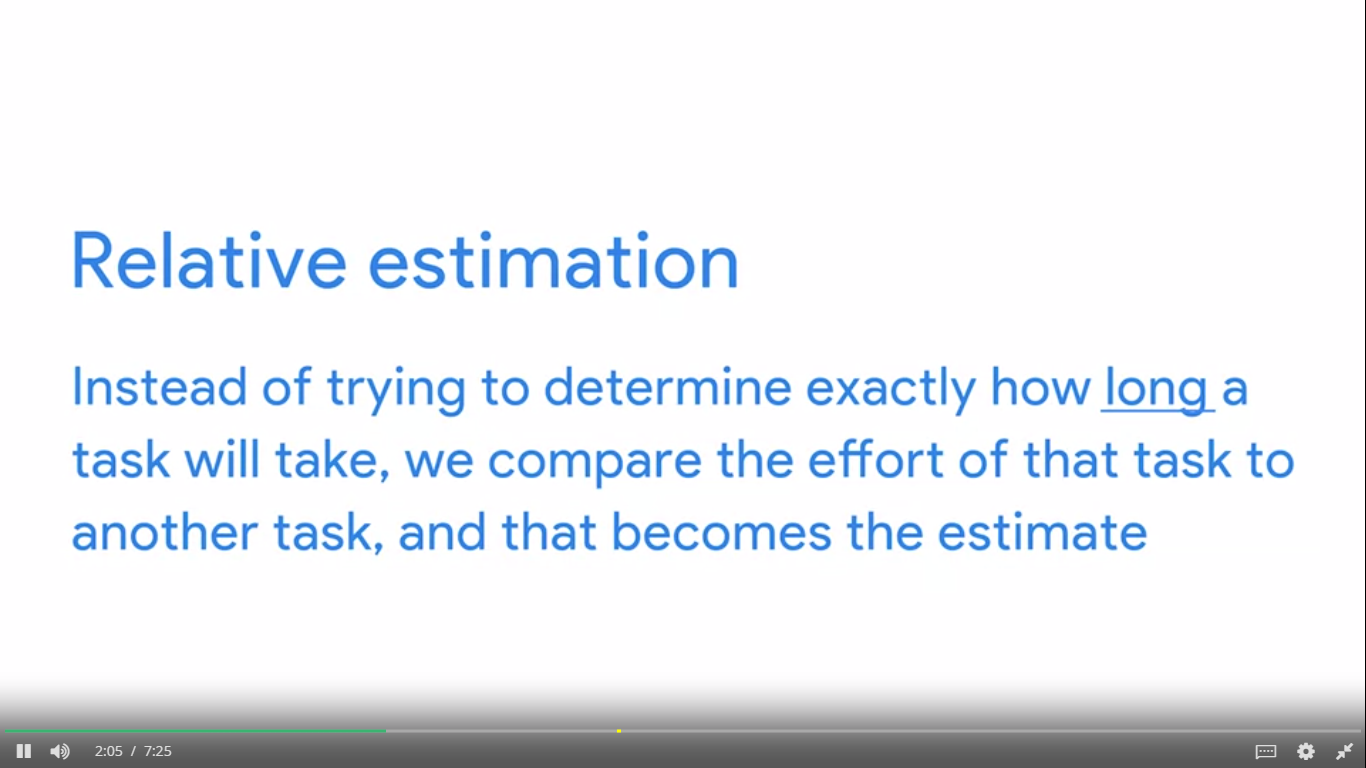 Relative estimation
Instead of trying to determine exactly how long a
task will take, we compare the effort of that task to
another task, and that becomes the estimate
2:05 / 7:25